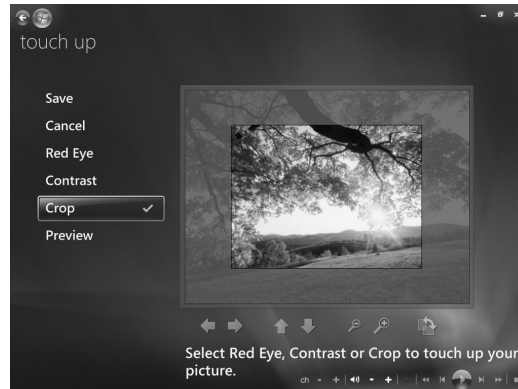 touch up
Save
Cancel
Red Eye
Contrast
Crop
Preview
Select Red Eye, Contrast or Crop to touch up your
picture.
ch - +